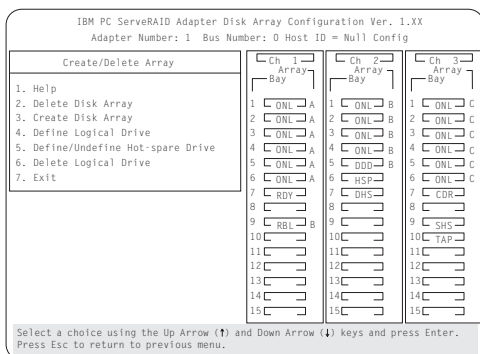 IBM PC ServeRAID Adapter Disk Array Configuration Ver. 1.XX
Adapter Number: 1 Bus Number: 0 Host ID = Null Config
Create/Delete Array
1. Help
2. Delete Disk Array
3. Create Disk Array
4. Define Logical Drive
5. Define/Undefine Hot-spare Drive
6. Delete Logical Drive
7. Exit
Ch 1
Array
Bay
1 ONL A
2 ONL A
3 ONL A
4 ONL A
5 ONL A
6 ONL A
7 RDY
8
9 RBL B
10
11
12
13
14
15
Ch 2
Array
Bay
1 ONL B
2 ONL B
3 ONL B
4 ONL B
5 DDD B
6 HSP
7 DHS
8
9
10
11
12
13
14
15
Ch 3
Array
Bay
1 ONL C
2 ONL C
3 ONL C
4 ONL C
5 ONL C
6 ONL C
7 CDR
8
9 SHS
10 TAP
11
12
13
14
15
Select a choice using the Up Arrow (↑) and Down Arrow (↓) keys and press Enter.
Press Esc to return to previous menu.